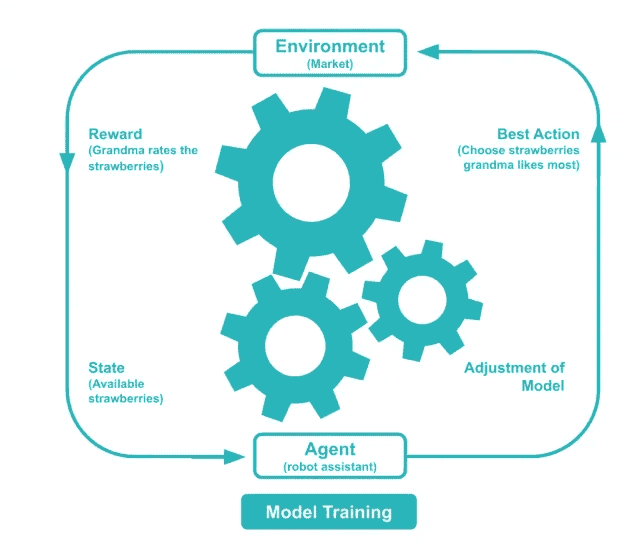 Environment
(Market)
Reward
(Grandma rates the
strawberries)
Best Action
(Choose strawberries
grandma likes most)
State
(Available
strawberries)
Adjustment of
Model
Agent
(robot assistant)
Model Training